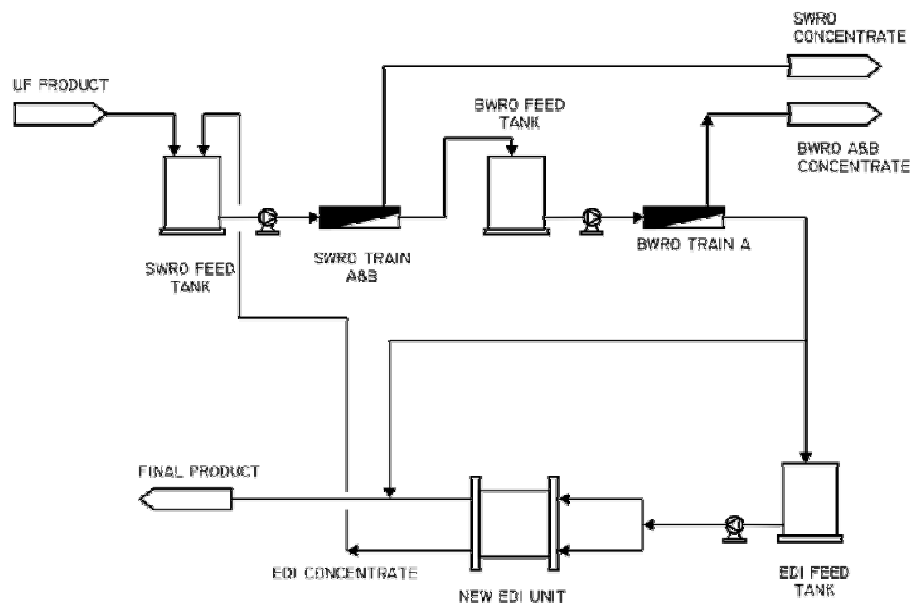 SWRO
CONCENTRATE
UF PRODUCT
BWRO FEED
TANK
BWRO A&B
CONCENTRATE
SWRO FEED
TANK
SWRO TRAIN
A&B
BWRO TRAIN A
FINAL PRODUCT
EDI CONCENTRATE
NEW EDI UNIT
EDI FEED
TANK